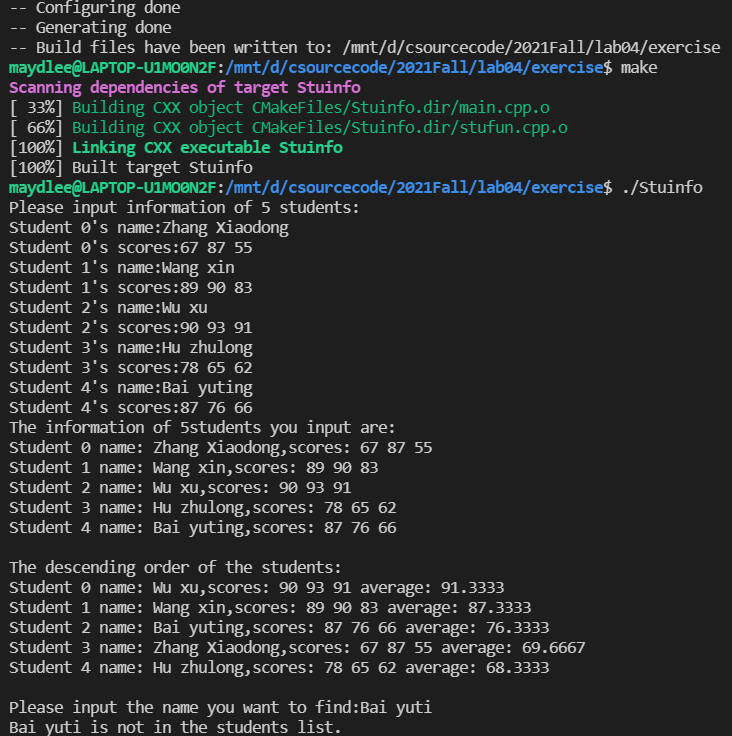 -- Configuring done
-- Generating done
-- Build files have been written to: /mnt/d/csourcecode/2021Fall/lab04/exercise
maydlee@LAPTOP-U1MO0N2F:/mnt/d/csourcecode/2021Fall/lab04/exercise$ make
Scanning dependencies of target Stuinfo
[ 33%] Building CXX object CMakeFiles/Stuinfo.dir/main.cpp.o
[ 66%] Building CXX object CMakeFiles/Stuinfo.dir/stufun.cpp.o
[100%] Linking CXX executable Stuinfo
[100%] Built target Stuinfo
maydlee@LAPTOP-U1MO0N2F:/mnt/d/csourcecode/2021Fall/lab04/exercise$ ./Stuinfo
Please input information of 5 students:
Student 0's name:Zhang Xiaodong
Student 0's scores:67 87 55
Student 1's name:Wang xin
Student 1's scores:89 90 83
Student 2's name:Wu xu
Student 2's scores:90 93 91
Student 3's name:Hu zhulong
Student 3's scores:78 65 62
Student 4's name:Bai yuting
Student 4's scores:87 76 66
The information of 5students you input are:
Student 0 name: Zhang Xiaodong,scores: 67 87 55
Student 1 name: Wang xin,scores: 89 90 83
Student 2 name: Wu xu,scores: 90 93 91
Student 3 name: Hu zhulong,scores: 78 65 62
Student 4 name: Bai yuting,scores: 87 76 66

The descending order of the students:
Student 0 name: Wu xu,scores: 90 93 91 average: 91.3333
Student 1 name: Wang xin,scores: 89 90 83 average: 87.3333
Student 2 name: Bai yuting,scores: 87 76 66 average: 76.3333
Student 3 name: Zhang Xiaodong,scores: 67 87 55 average: 69.6667
Student 4 name: Hu zhulong,scores: 78 65 62 average: 68.3333

Please input the name you want to find:Bai yuti
Bai yuti is not in the students list.